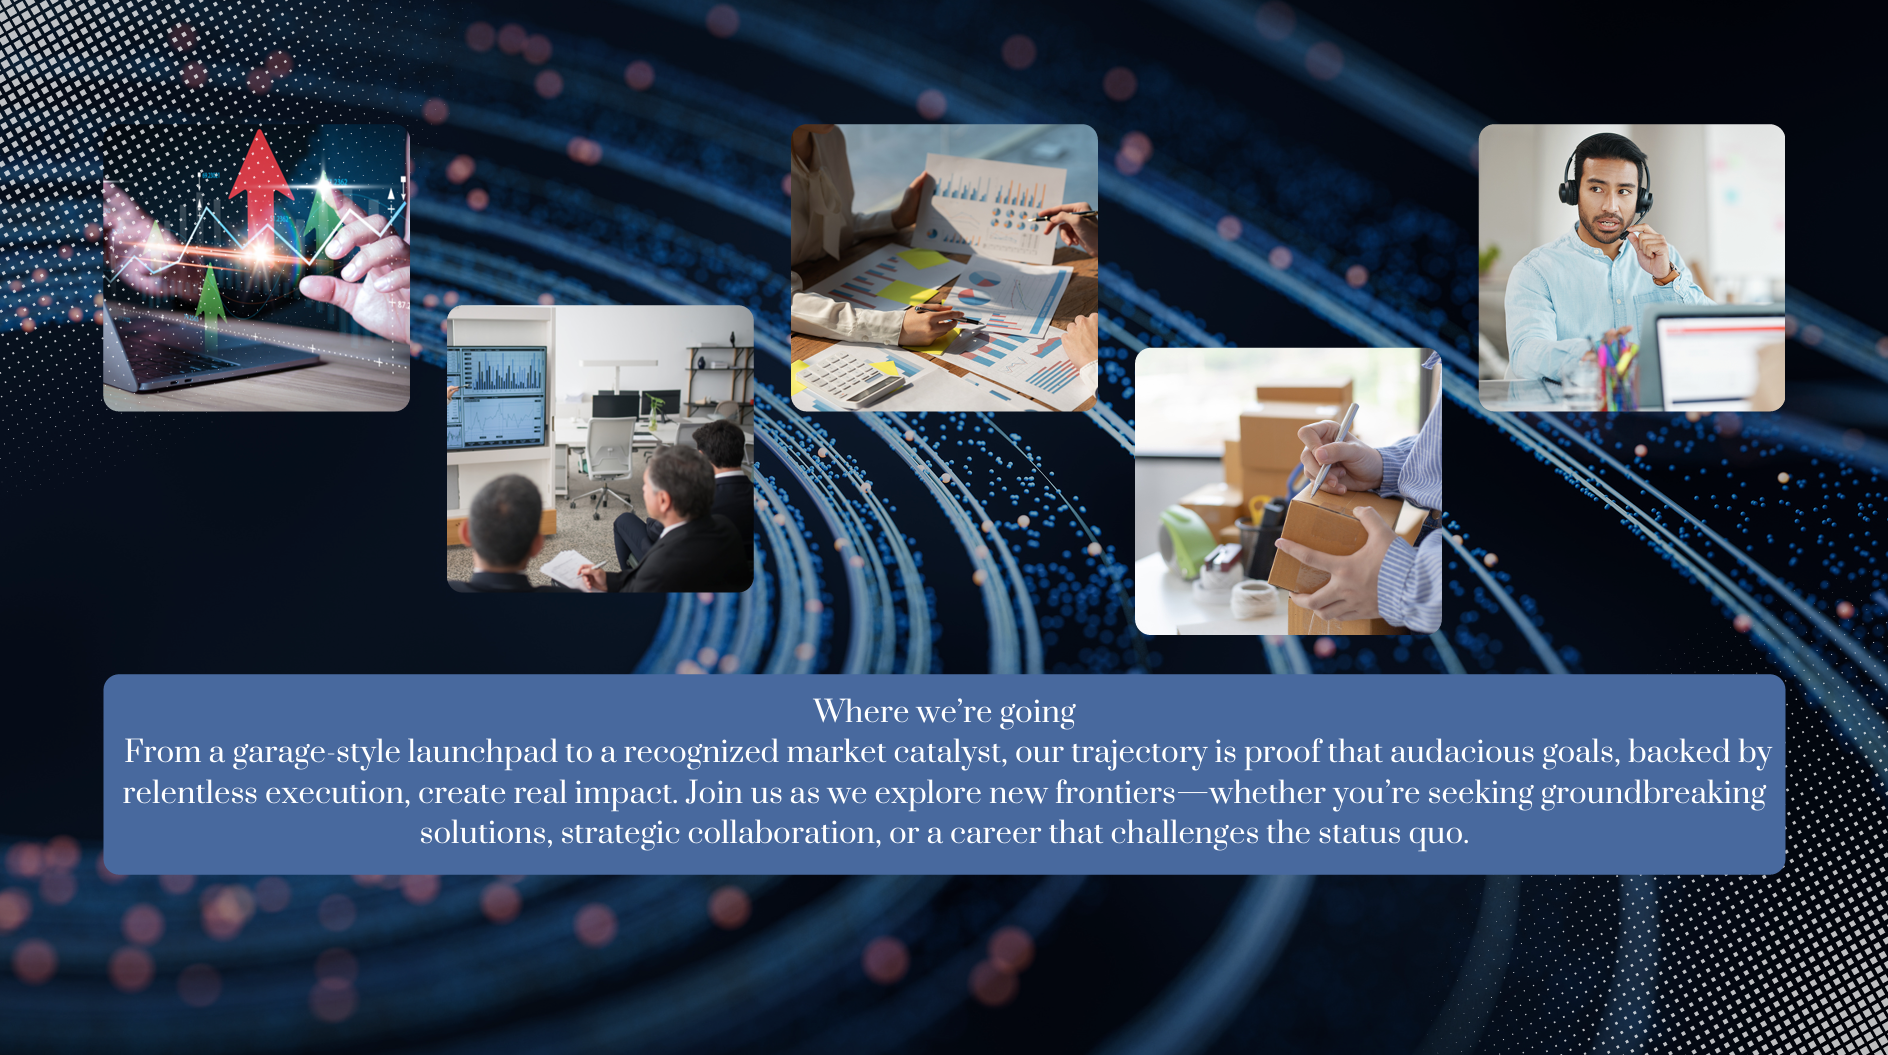 Where we’re going
From a garage-style launchpad to a recognized market catalyst, our trajectory is proof that audacious goals, backed by
relentless execution, create real impact. Join us as we explore new frontiers—whether you’re seeking groundbreaking
solutions, strategic collaboration, or a career that challenges the status quo.